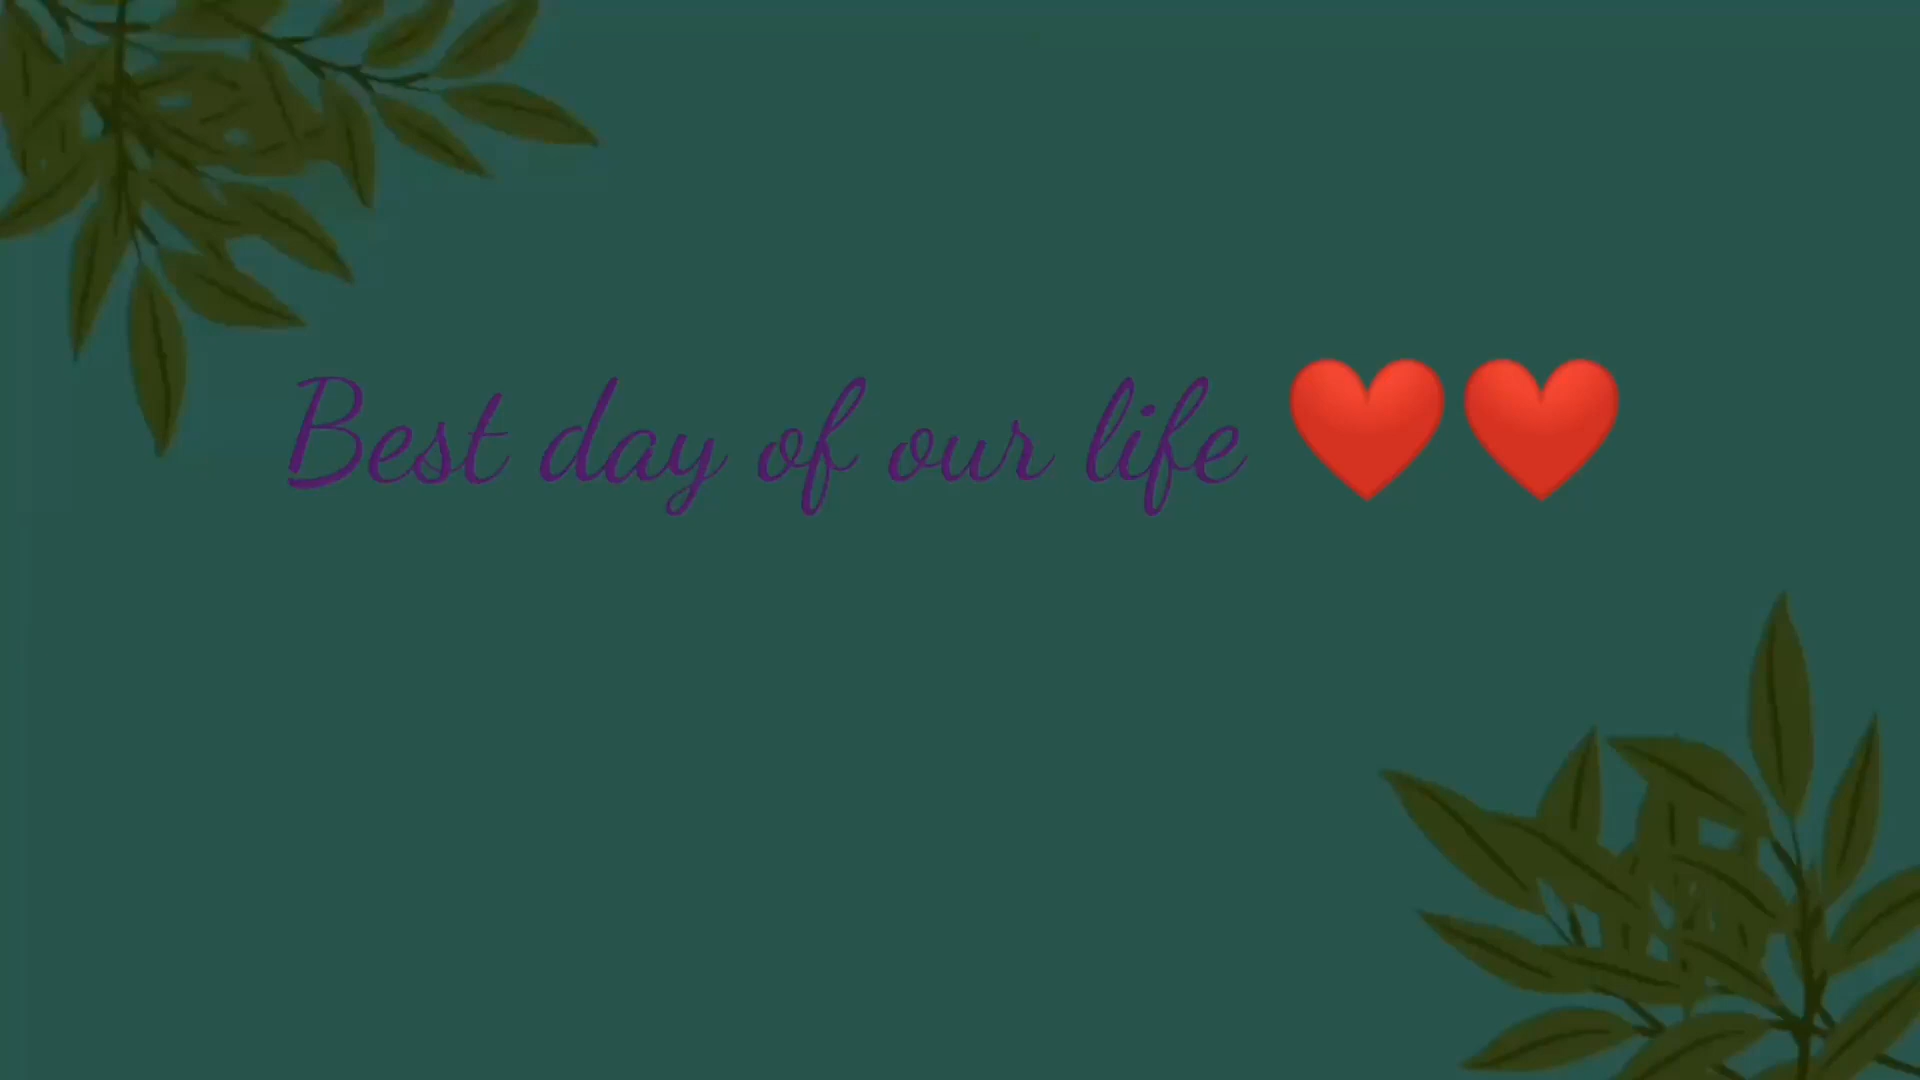 Best day of our life ❤️❤️